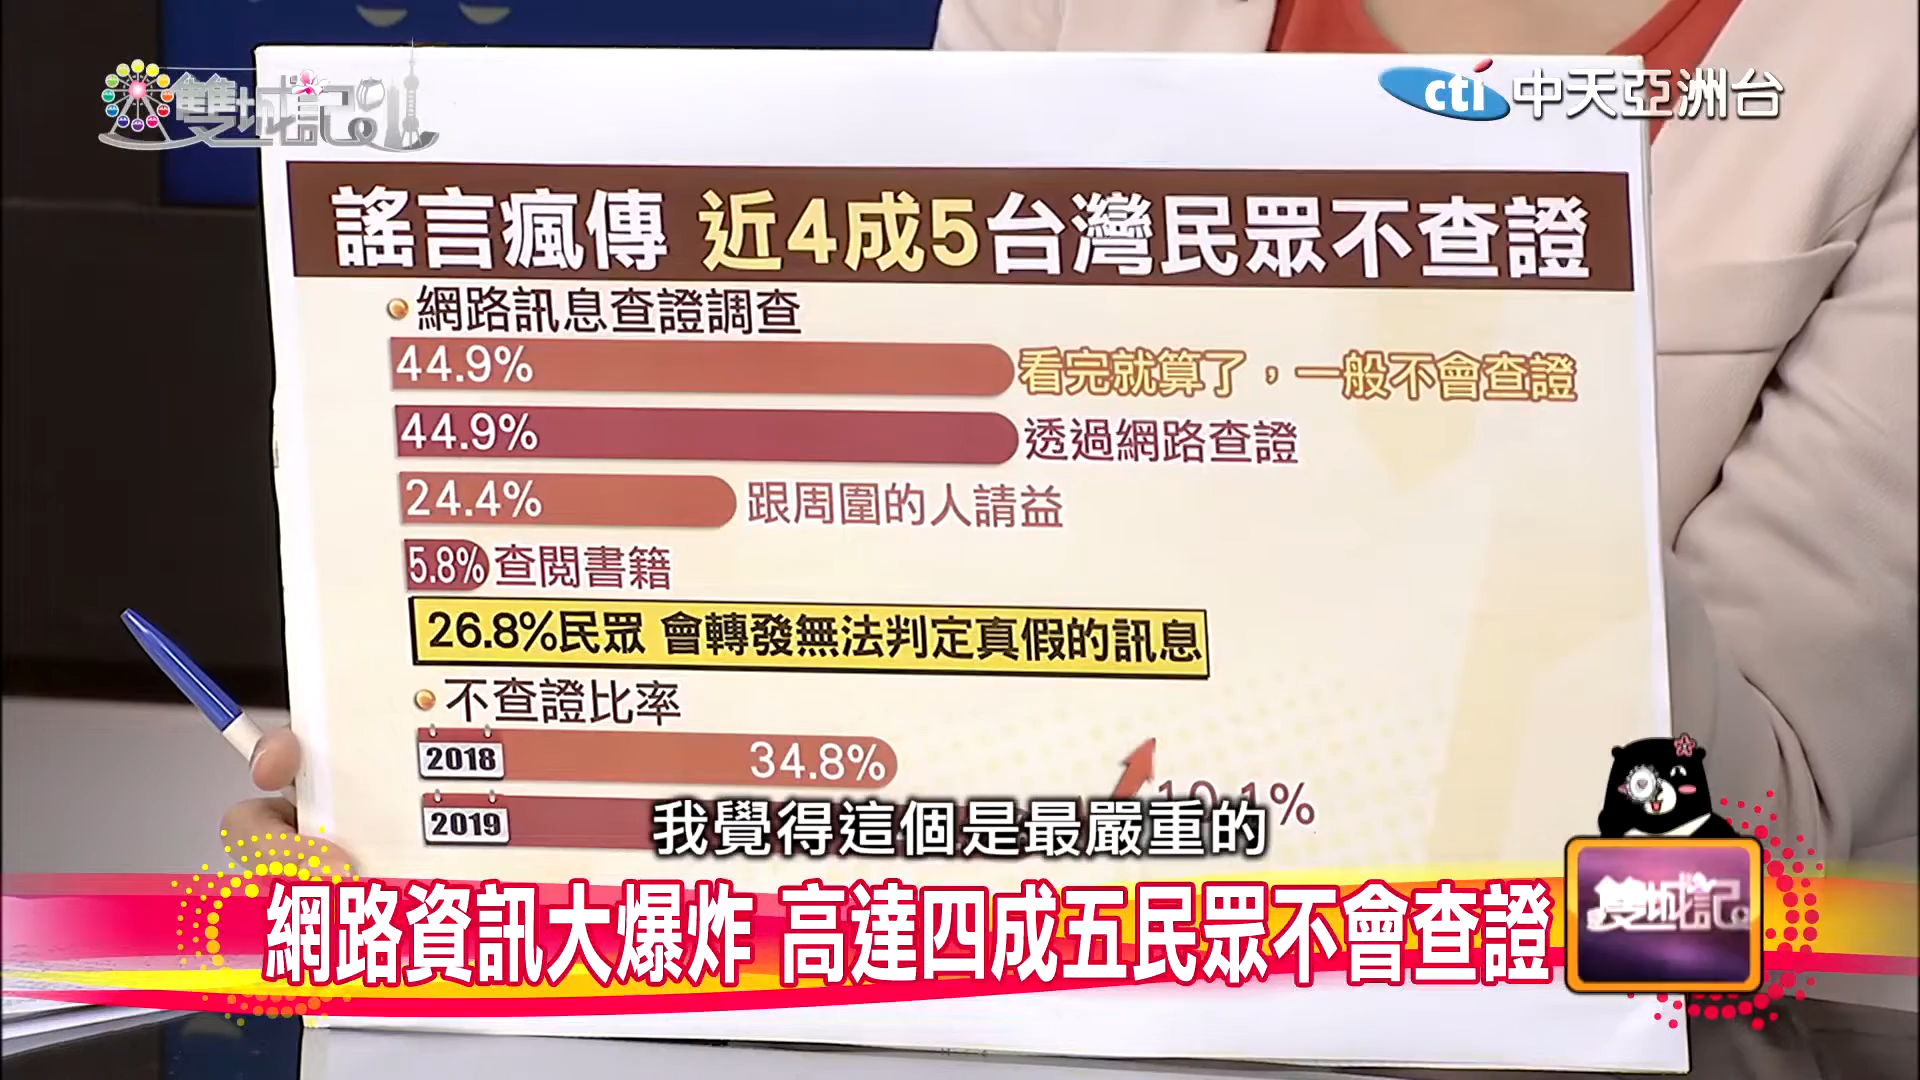 雙城記
cti 中天亞洲台
謠言瘋傳 近4成5台灣民眾不查證
網路訊息查證調查
44.9% 看完就算了，一般不會查證
44.9% 透過網路查證
24.4% 跟周圍的人請益
5.8% 查閱書籍
26.8%民眾 會轉發無法判定真假的訊息
不查證比率
2018 34.8%
2019
我覺得這個是最嚴重的
網路資訊大爆炸 高達四成五民眾不會查證
雙城記